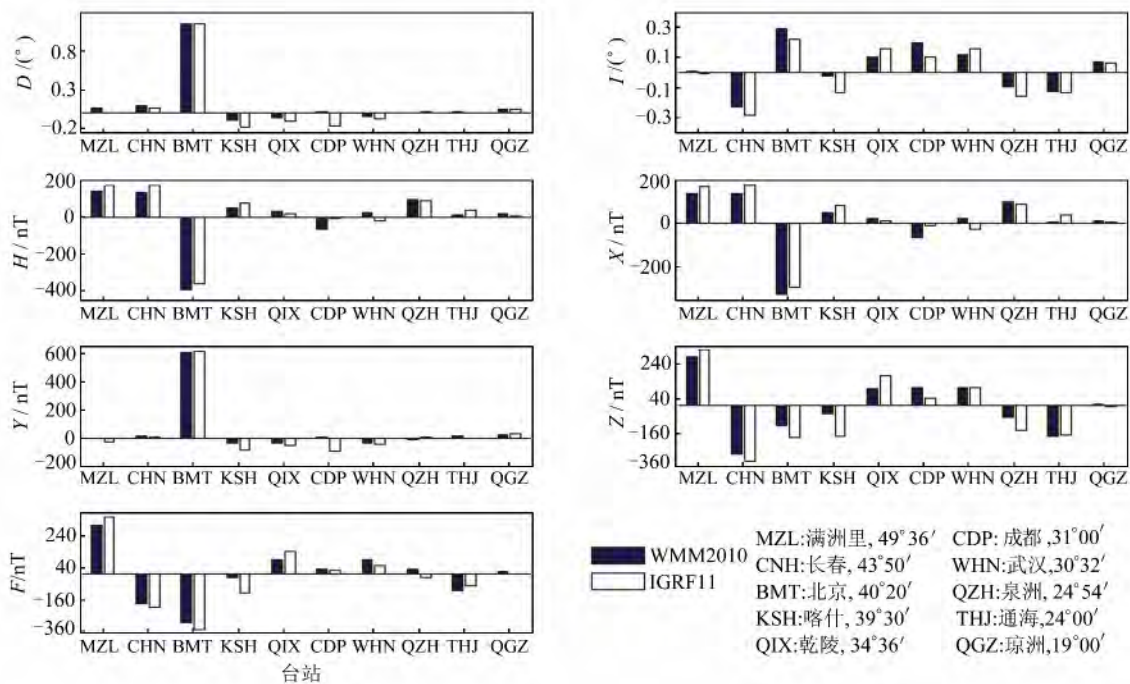 D/(°)
0.8
0.3
−0.2
MZL CHN BMT KSH QIX CDP WHN QZH THJ QGZ
I/(°)
0.3
0.1
−0.1
−0.3
MZL CHN BMT KSH QIX CDP WHN QZH THJ QGZ
H/nT
200
0
−200
−400
MZL CHN BMT KSH QIX CDP WHN QZH THJ QGZ
X/nT
200
0
−200
MZL CHN BMT KSH QIX CDP WHN QZH THJ QGZ
Y/nT
600
400
200
0
−200
MZL CHN BMT KSH QIX CDP WHN QZH THJ QGZ
Z/nT
240
40
−160
−360
MZL CHN BMT KSH QIX CDP WHN QZH THJ QGZ
F/nT
240
40
−160
−360
MZL CHN BMT KSH QIX CDP WHN QZH THJ QGZ
台站
WMM2010
IGRF11
MZL:满洲里, 49°36′ CDP: 成都,31°00′
CNH:长春, 43°50′ WHN:武汉,30°32′
BMT:北京, 40°20′ QZH:泉洲, 24°54′
KSH:喀什, 39°30′ THJ:通海,24°00′
QIX:乾陵, 34°36′ QGZ:琼洲,19°00′